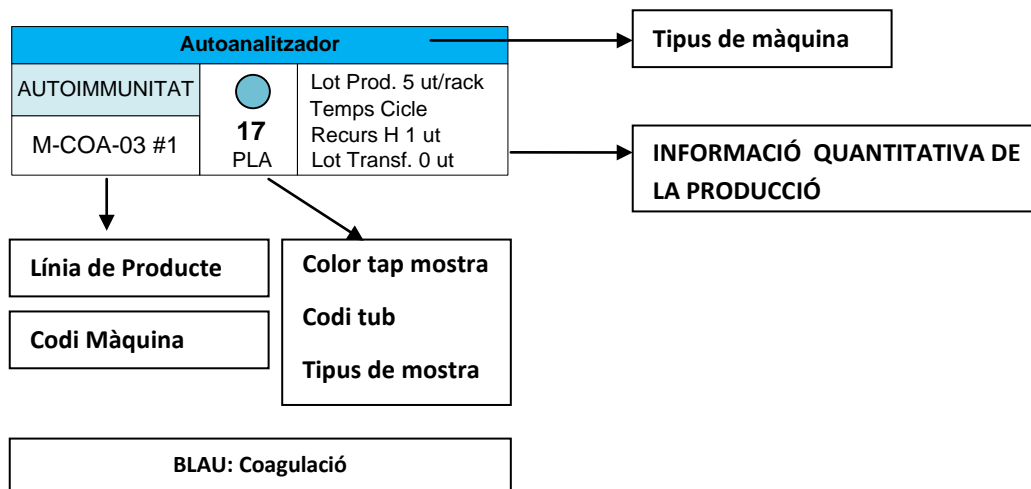 Autoanalitzador
AUTOIMMUNITAT
M-COA-03 #1
17
PLA
Lot Prod. 5 ut/rack
Temps Cicle
Recurs H 1 ut
Lot Transf. 0 ut
Tipus de màquina
INFORMACIÓ QUANTITATIVA DE
LA PRODUCCIÓ
Línia de Producte
Codi Màquina
Color tap mostra
Codi tub
Tipus de mostra
BLAU: Coagulació